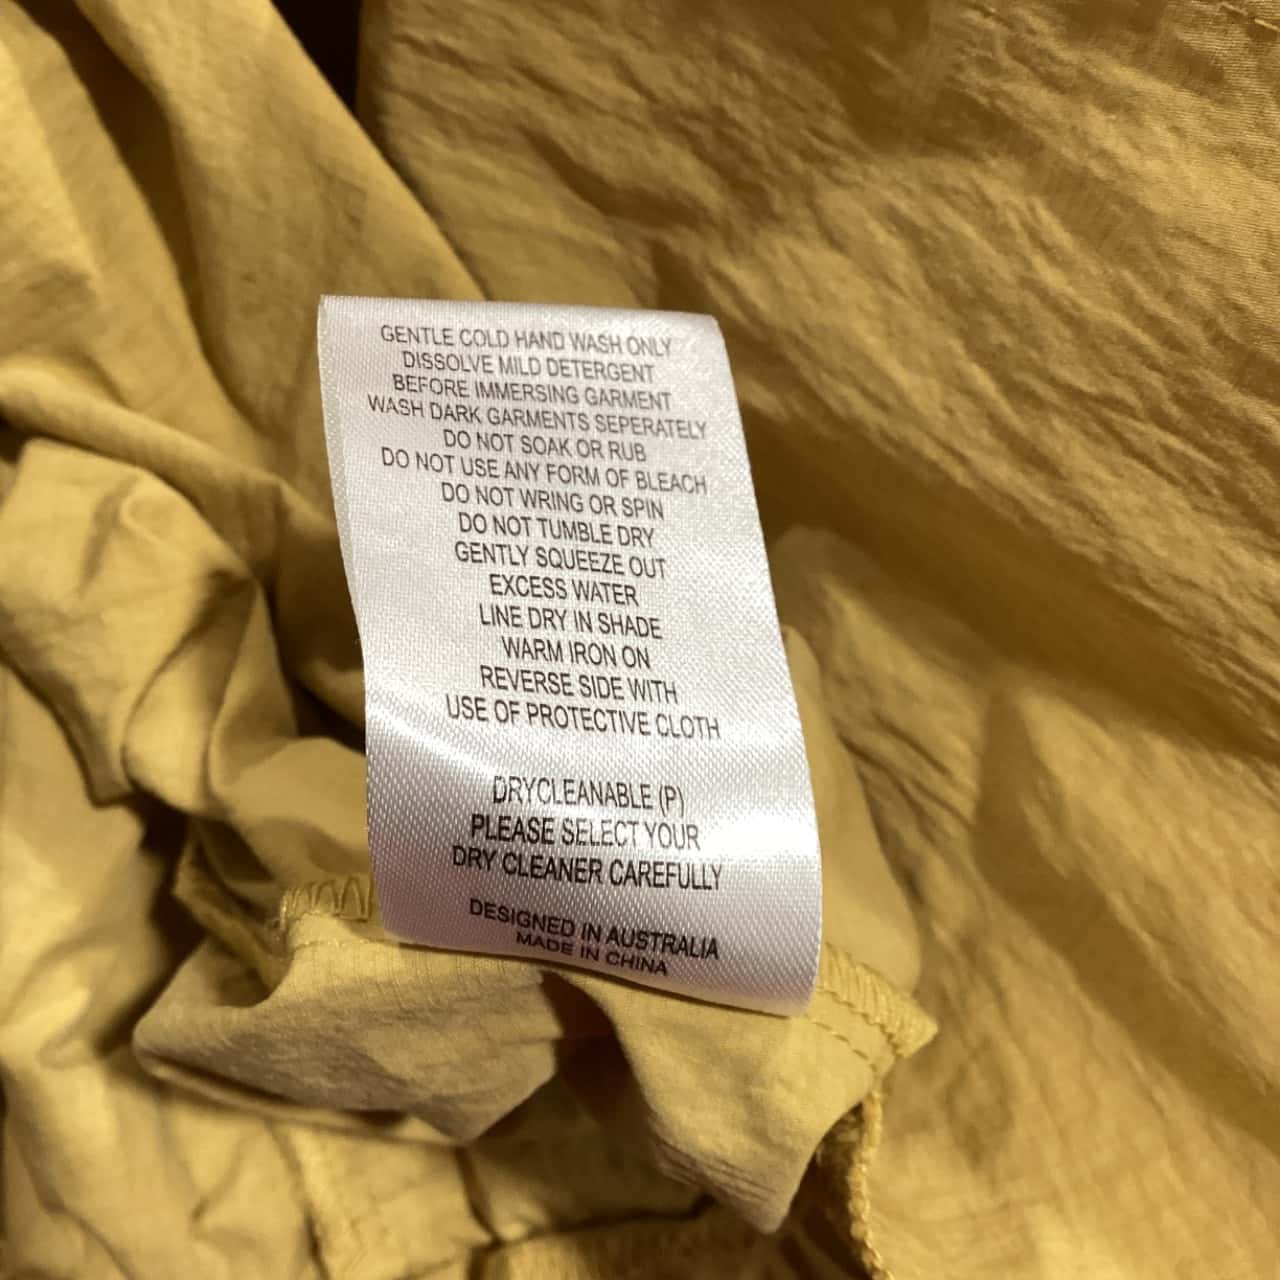 GENTLE COLD HAND WASH ONLY
DISSOLVE MILD DETERGENT
BEFORE IMMERSING GARMENT
WASH DARK GARMENTS SEPERATELY
DO NOT SOAK OR RUB
DO NOT USE ANY FORM OF BLEACH
DO NOT WRING OR SPIN
DO NOT TUMBLE DRY
GENTLY SQUEEZE OUT
EXCESS WATER
LINE DRY IN SHADE
WARM IRON ON
REVERSE SIDE WITH
USE OF PROTECTIVE CLOTH
DRYCLEANABLE (P)
PLEASE SELECT YOUR
DRY CLEANER CAREFULLY
DESIGNED IN AUSTRALIA
MADE IN CHINA